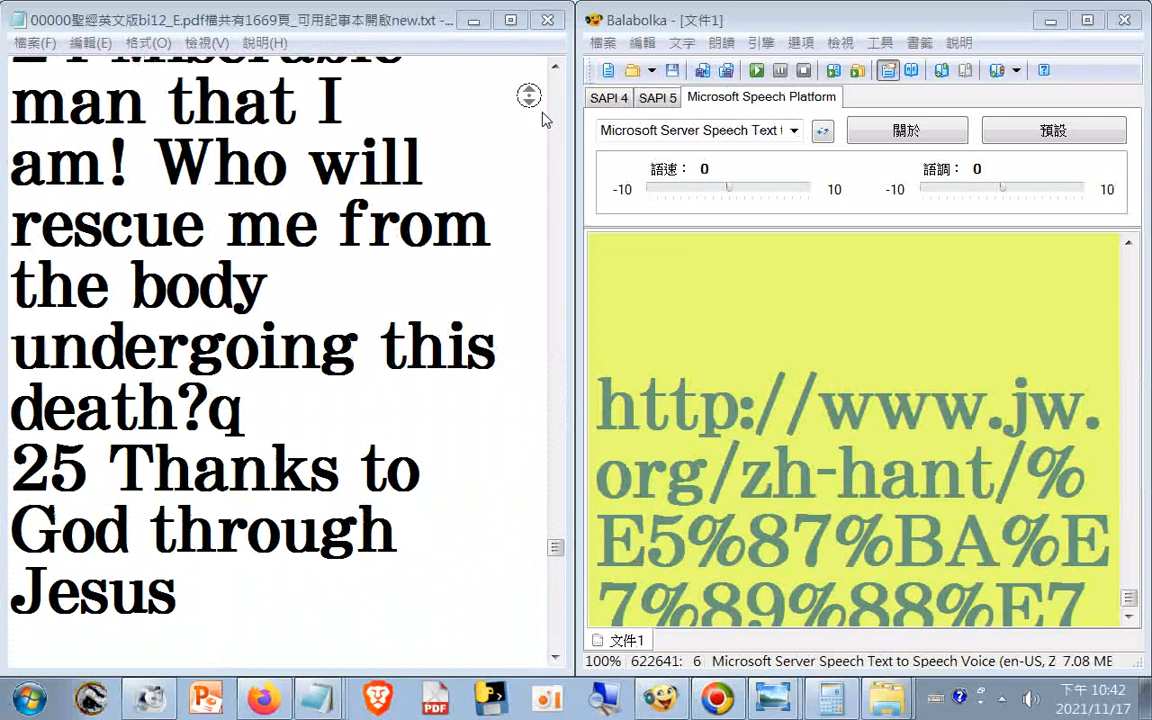 00000聖經英文版bi12_E.pdf檔共有1669頁_可用記事本開啟new.txt -...
檔案(F) 編輯(E) 格式(O) 檢視(V) 說明(H)
24 Miserable
man that I
am! Who will
rescue me from
the body
undergoing this
death?q
25 Thanks to
God through
Jesus
Balabolka - [文件1]
檔案 編輯 文字 朗讀 引擎 選項 檢視 工具 書籤 說明
SAPI 4 SAPI 5 Microsoft Speech Platform
Microsoft Server Speech Text t 關於 預設
語速： 0 語調： 0
-10 10 -10 10
http://www.jw.
org/zh-hant/%
E5%87%BA%E
7%89%88%E7
文件1
100% 622641: 6 Microsoft Server Speech Text to Speech Voice (en-US, Z 7.08 ME
PDF
下午 10:42
2021/11/17